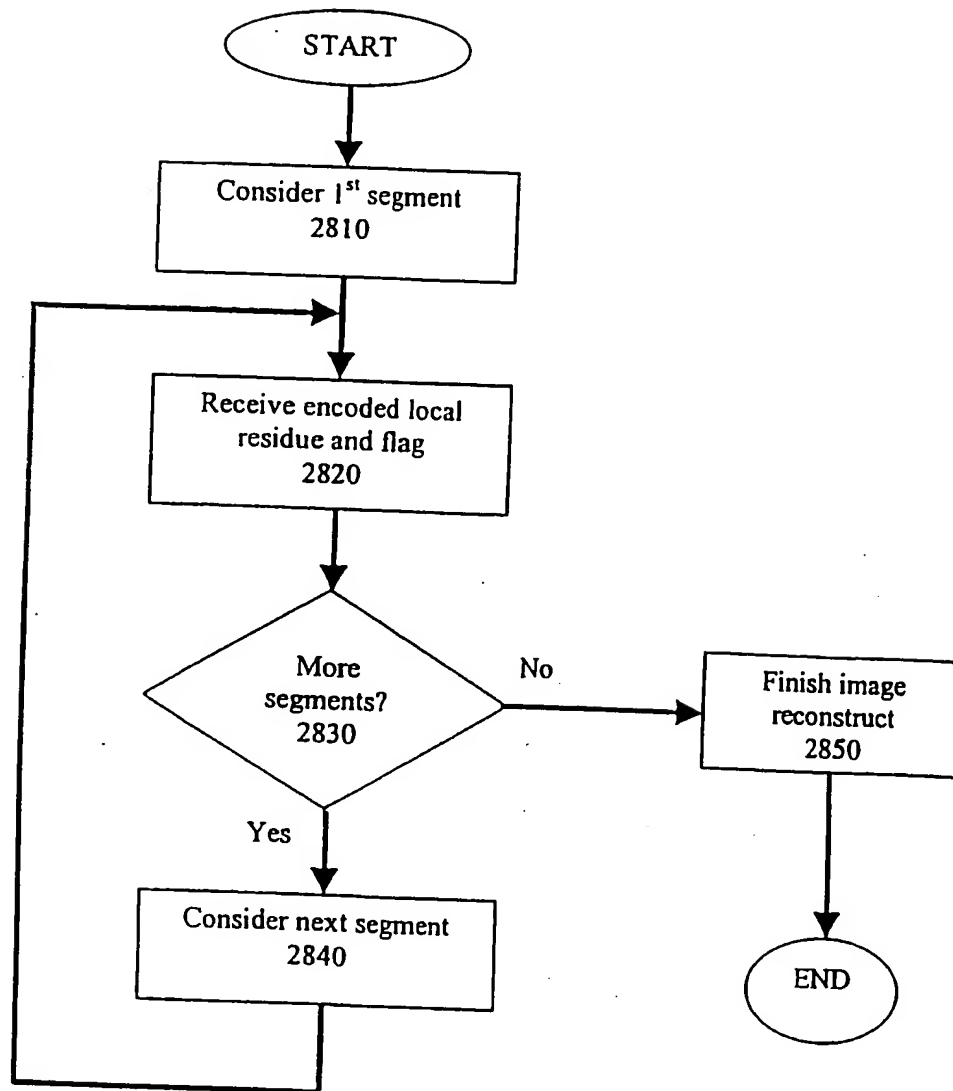 START
Consider 1st segment
2810
Receive encoded local
residue and flag
2820
More
segments?
2830
No
Finish image
reconstruct
2850
Yes
Consider next segment
2840
END